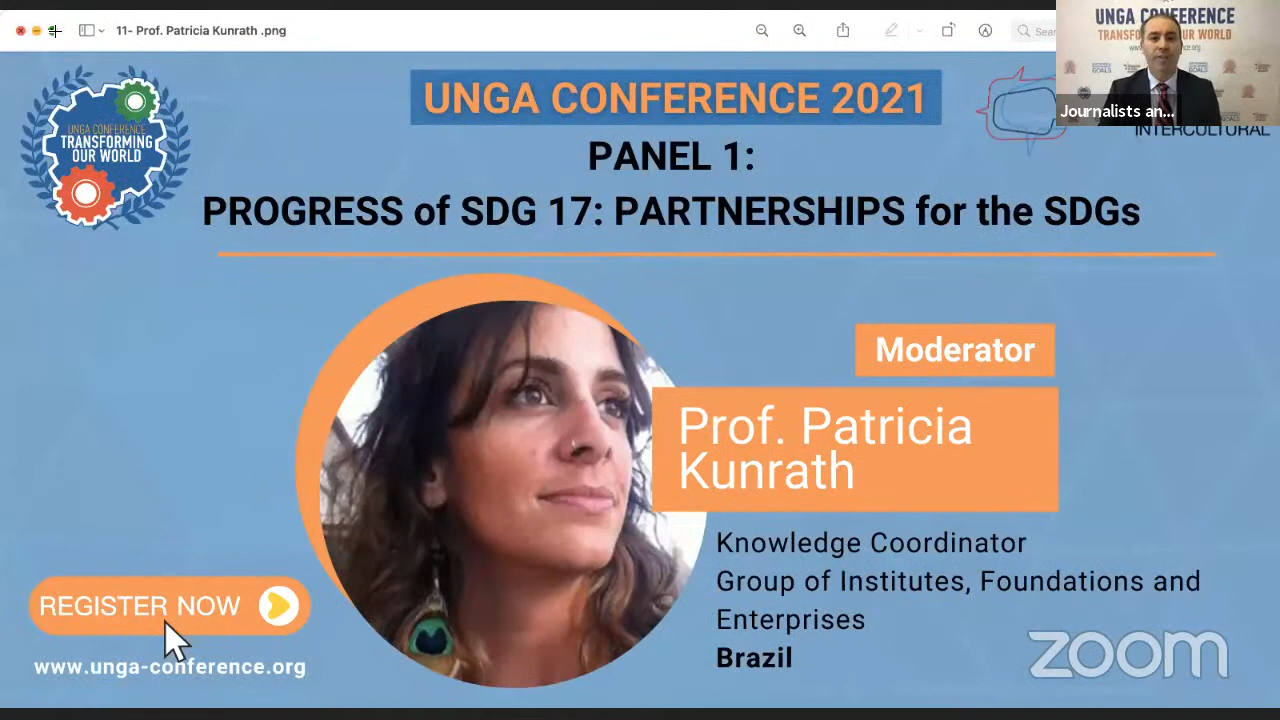 11- Prof. Patricia Kunrath .png
UNGA CONFERENCE
TRANSFORMING
OUR WORLD
UNGA CONFERENCE 2021
PANEL 1:
PROGRESS of SDG 17: PARTNERSHIPS for the SDGs
UNGA CONFERENCE
Journalists an...
INTERCULTURAL
Moderator
Prof. Patricia
Kunrath
Knowledge Coordinator
Group of Institutes, Foundations and
Enterprises
Brazil
REGISTER NOW
www.unga-conference.org
zoom